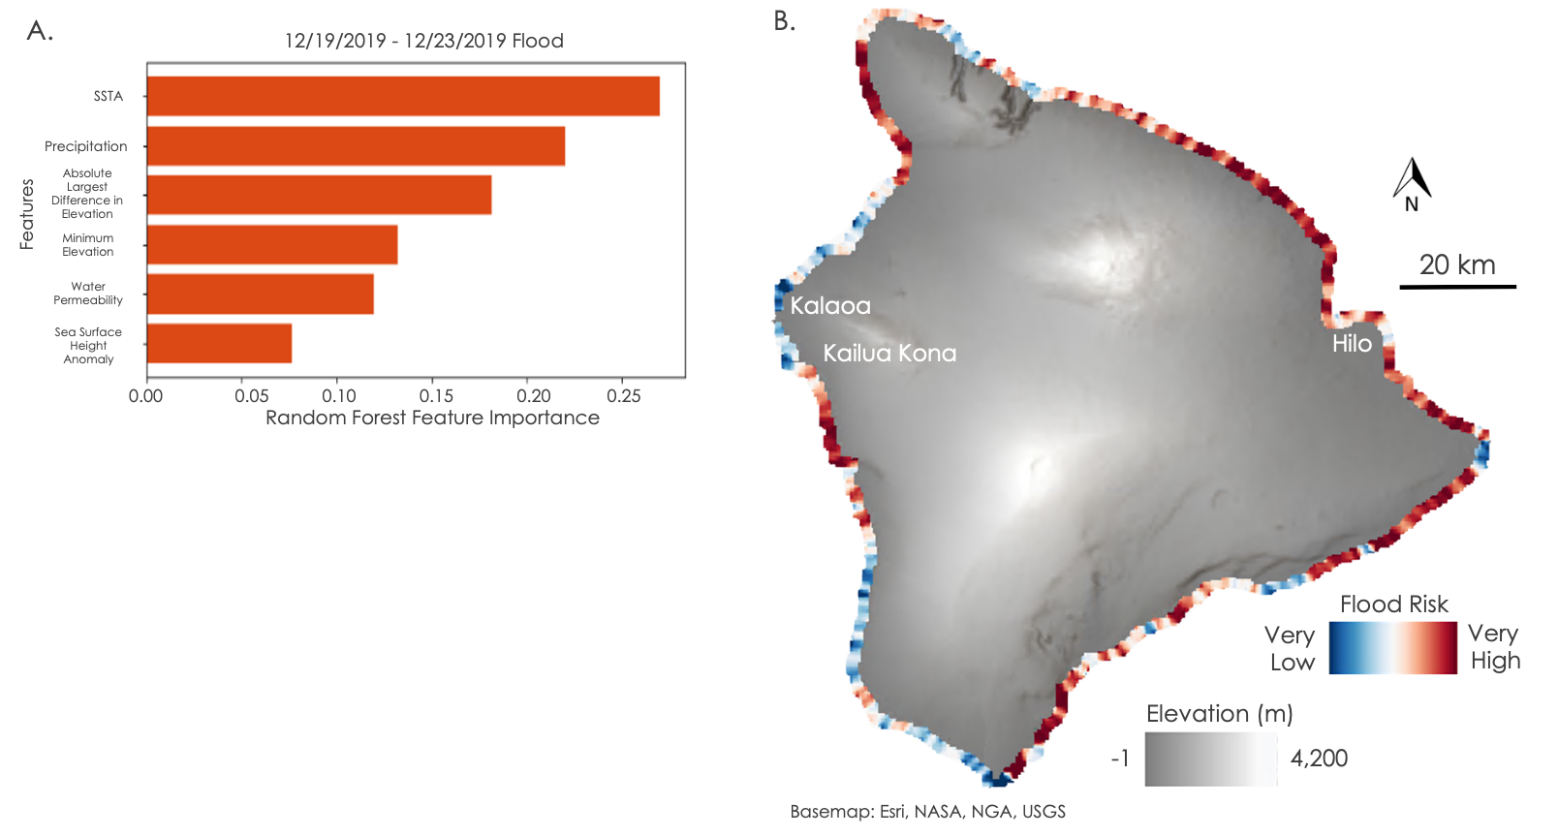 A.
12/19/2019 - 12/23/2019 Flood
Features
SSTA
Precipitation
Absolute
Largest
Difference in
Elevation
Minimum
Elevation
Water
Permeability
Sea Surface
Height
Anomaly
0.00 0.05 0.10 0.15 0.20 0.25
Random Forest Feature Importance
B.
N
20 km
Kalaoa
Kailua Kona
Hilo
Flood Risk
Very
Low
Very
High
Elevation (m)
-1 4,200
Basemap: Esri, NASA, NGA, USGS